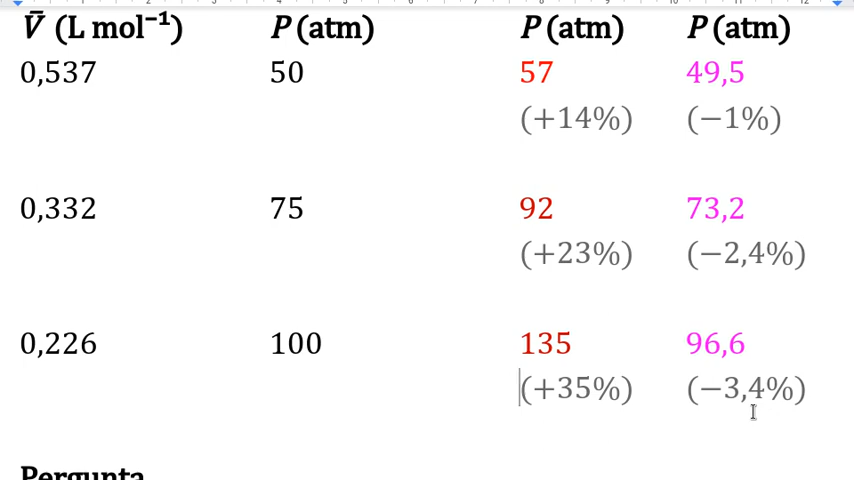 V̄ (L mol⁻¹) P (atm) P (atm) P (atm)
0,537 50 57 49,5
(+14%) (−1%)
0,332 75 92 73,2
(+23%) (−2,4%)
0,226 100 135 96,6
(+35%) (−3,4%)
Pergunta